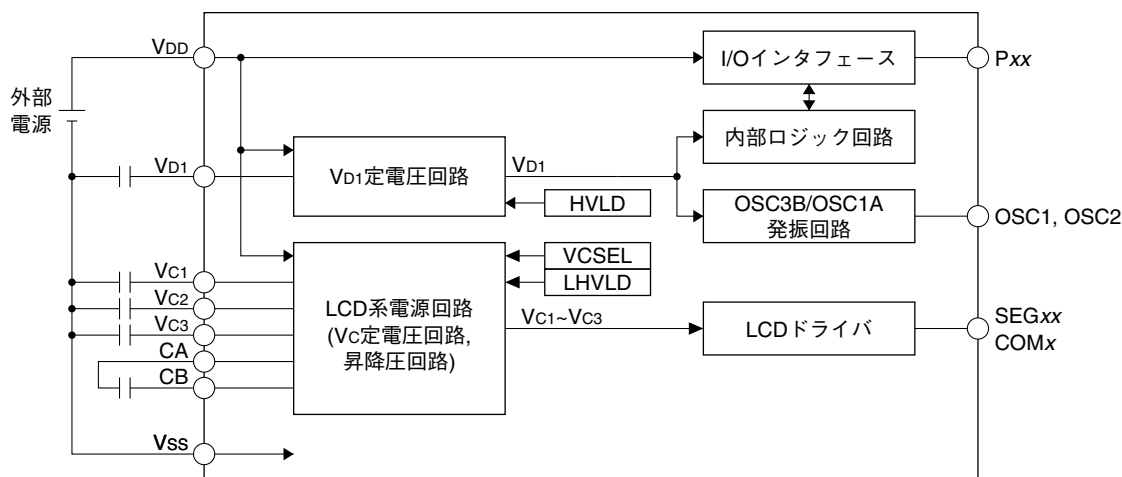 VDD
外部
電源
I/Oインタフェース
Pxx
内部ロジック回路
VD1
VD1定電圧回路
VD1
HVLD
OSC3B/OSC1A
発振回路
OSC1, OSC2
VCSEL
LHVLD
VC1
VC2
VC3
CA
CB
LCD系電源回路
(VC定電圧回路,
昇降圧回路)
VC1~VC3
LCDドライバ
SEGxx
COMx
VSS